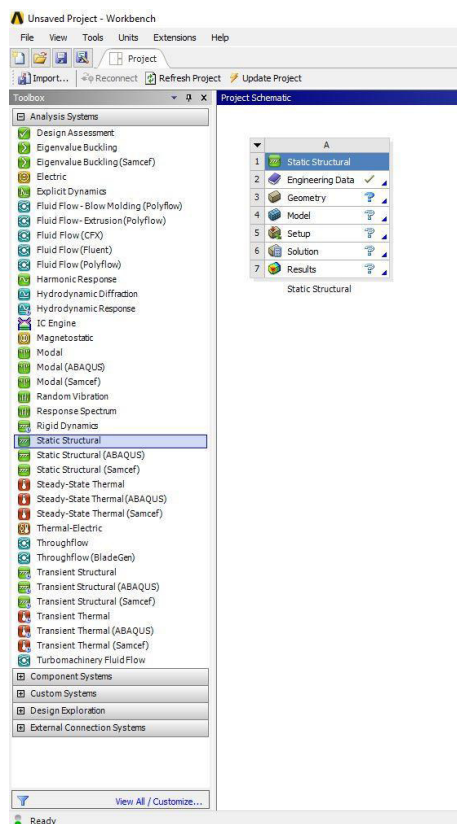 Unsaved Project - Workbench
File View Tools Units Extensions Help
Project
Import... Reconnect Refresh Project Update Project
Toolbox
Project Schematic
Analysis Systems
Design Assessment
Eigenvalue Buckling
Eigenvalue Buckling (Samcef)
Electric
Explicit Dynamics
Fluid Flow - Blow Molding (Polyflow)
Fluid Flow - Extrusion (Polyflow)
Fluid Flow (CFX)
Fluid Flow (Fluent)
Fluid Flow (Polyflow)
Harmonic Response
Hydrodynamic Diffraction
Hydrodynamic Response
IC Engine
Magnetostatic
Modal
Modal (ABAQUS)
Modal (Samcef)
Random Vibration
Response Spectrum
Rigid Dynamics
Static Structural
Static Structural (ABAQUS)
Static Structural (Samcef)
Steady-State Thermal
Steady-State Thermal (ABAQUS)
Steady-State Thermal (Samcef)
Thermal-Electric
Throughflow
Throughflow (BladeGen)
Transient Structural
Transient Structural (ABAQUS)
Transient Structural (Samcef)
Transient Thermal
Transient Thermal (ABAQUS)
Transient Thermal (Samcef)
Turbomachinery Fluid Flow
Component Systems
Custom Systems
Design Exploration
External Connection Systems
View All / Customize...
Ready
A
1 Static Structural
2 Engineering Data
3 Geometry ?
4 Model ?
5 Setup ?
6 Solution ?
7 Results ?
Static Structural